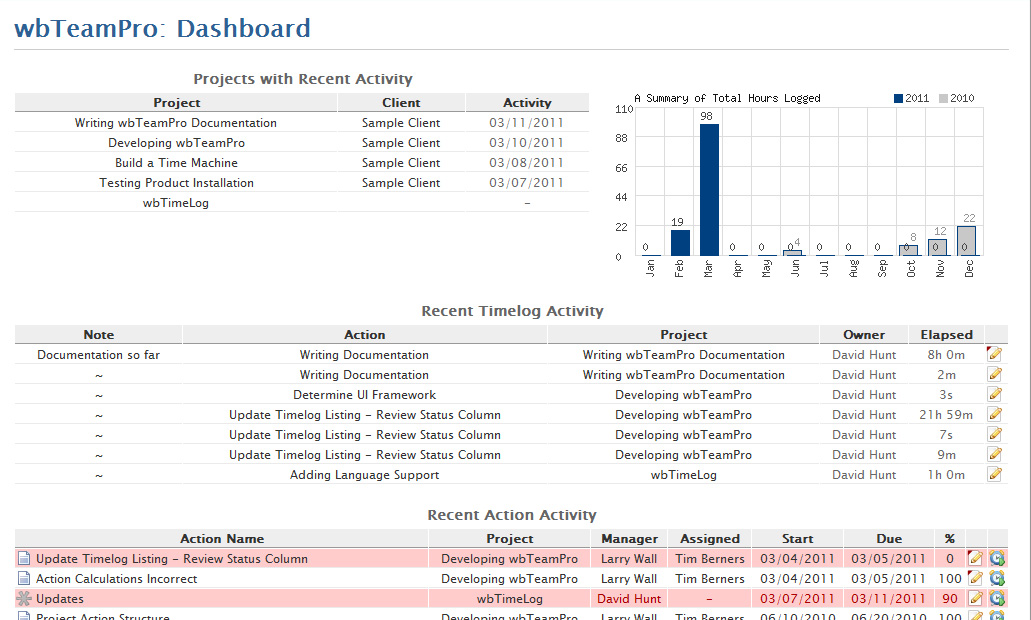 wbTeamPro: Dashboard
Projects with Recent Activity
Project Client Activity
Writing wbTeamPro Documentation Sample Client 03/11/2011
Developing wbTeamPro Sample Client 03/10/2011
Build a Time Machine Sample Client 03/08/2011
Testing Product Installation Sample Client 03/07/2011
wbTimeLog –
A Summary of Total Hours Logged 2011 2010
110
88
66
44
22
0
0 19 98 0 0 0 4 0 0 0 0 8 0 12 0 22
Jan Feb Mar Apr May Jun Jul Aug Sep Oct Nov Dec
Recent Timelog Activity
Note Action Project Owner Elapsed
Documentation so far Writing Documentation Writing wbTeamPro Documentation David Hunt 8h 0m
~ Writing Documentation Writing wbTeamPro Documentation David Hunt 2m
~ Determine UI Framework Developing wbTeamPro David Hunt 3s
~ Update Timelog Listing – Review Status Column Developing wbTeamPro David Hunt 21h 59m
~ Update Timelog Listing – Review Status Column Developing wbTeamPro David Hunt 7s
~ Update Timelog Listing – Review Status Column Developing wbTeamPro David Hunt 9m
~ Adding Language Support wbTimeLog David Hunt 1h 0m
Recent Action Activity
Action Name Project Manager Assigned Start Due %
Update Timelog Listing – Review Status Column Developing wbTeamPro Larry Wall Tim Berners 03/04/2011 03/05/2011 0
Action Calculations Incorrect Developing wbTeamPro Larry Wall Tim Berners 03/04/2011 03/05/2011 100
Updates wbTimeLog David Hunt – 03/07/2011 03/11/2011 90
Project Action Structure Developing wbTeamPro Larry Wall Tim Berners 06/10/2010 06/20/2010 100